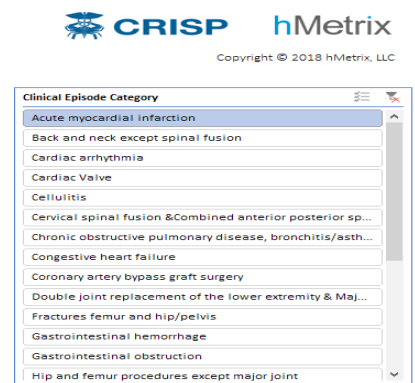 CRISP hMetrix
Copyright © 2018 hMetrix, LLC
Clinical Episode Category
Acute myocardial infarction
Back and neck except spinal fusion
Cardiac arrhythmia
Cardiac Valve
Cellulitis
Cervical spinal fusion &Combined anterior posterior sp...
Chronic obstructive pulmonary disease, bronchitis/asth...
Congestive heart failure
Coronary artery bypass graft surgery
Double joint replacement of the lower extremity & Maj...
Fractures femur and hip/pelvis
Gastrointestinal hemorrhage
Gastrointestinal obstruction
Hip and femur procedures except major joint